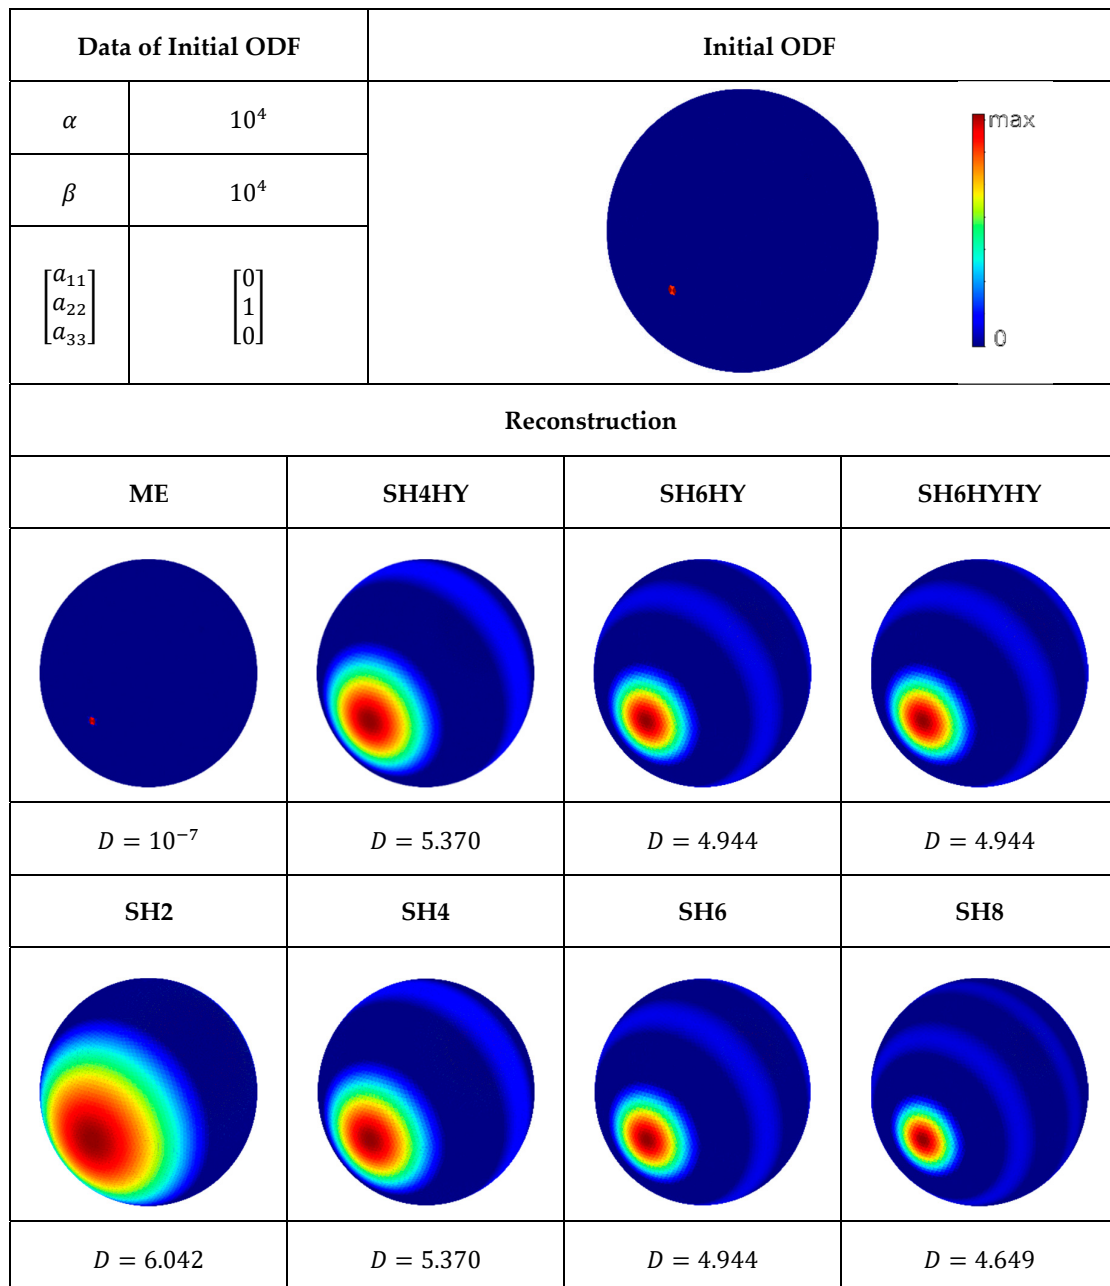 Data of Initial ODF Initial ODF
α 10⁴
β 10⁴
[a₁₁ a₂₂ a₃₃] [0 1 0]
max
0
Reconstruction
ME SH4HY SH6HY SH6HYHY
D = 10⁻⁷ D = 5.370 D = 4.944 D = 4.944
SH2 SH4 SH6 SH8
D = 6.042 D = 5.370 D = 4.944 D = 4.649